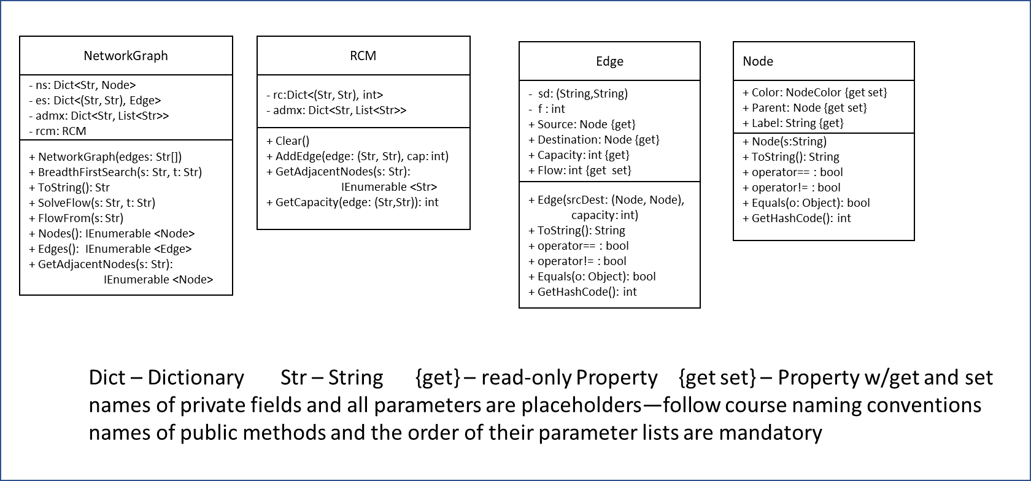 NetworkGraph
- ns: Dict<Str, Node>
- es: Dict<(Str, Str), Edge>
- admx: Dict<Str, List<Str>>
- rcm: RCM
+ NetworkGraph(edges: Str[])
+ BreadthFirstSearch(s: Str, t: Str)
+ ToString(): Str
+ SolveFlow(s: Str, t: Str)
+ FlowFrom(s: Str)
+ Nodes(): IEnumerable <Node>
+ Edges(): IEnumerable <Edge>
+ GetAdjacentNodes(s: Str):
IEnumerable <Node>
RCM
- rc:Dict<(Str, Str), int>
- admx: Dict<Str, List<Str>>
+ Clear()
+ AddEdge(edge: (Str, Str), cap: int)
+ GetAdjacentNodes(s: Str):
IEnumerable <Str>
+ GetCapacity(edge: (Str,Str)): int
Edge
- sd: (String,String)
- f : int
+ Source: Node {get}
+ Destination: Node {get}
+ Capacity: int {get}
+ Flow: int {get set}
+ Edge(srcDest: (Node, Node),
capacity: int)
+ ToString(): String
+ operator== : bool
+ operator!= : bool
+ Equals(o: Object): bool
+ GetHashCode(): int
Node
+ Color: NodeColor {get set}
+ Parent: Node {get set}
+ Label: String {get}
+ Node(s:String)
+ ToString(): String
+ operator== : bool
+ operator!= : bool
+ Equals(o: Object): bool
+ GetHashCode(): int
Dict – Dictionary Str – String {get} – read-only Property {get set} – Property w/get and set
names of private fields and all parameters are placeholders—follow course naming conventions
names of public methods and the order of their parameter lists are mandatory